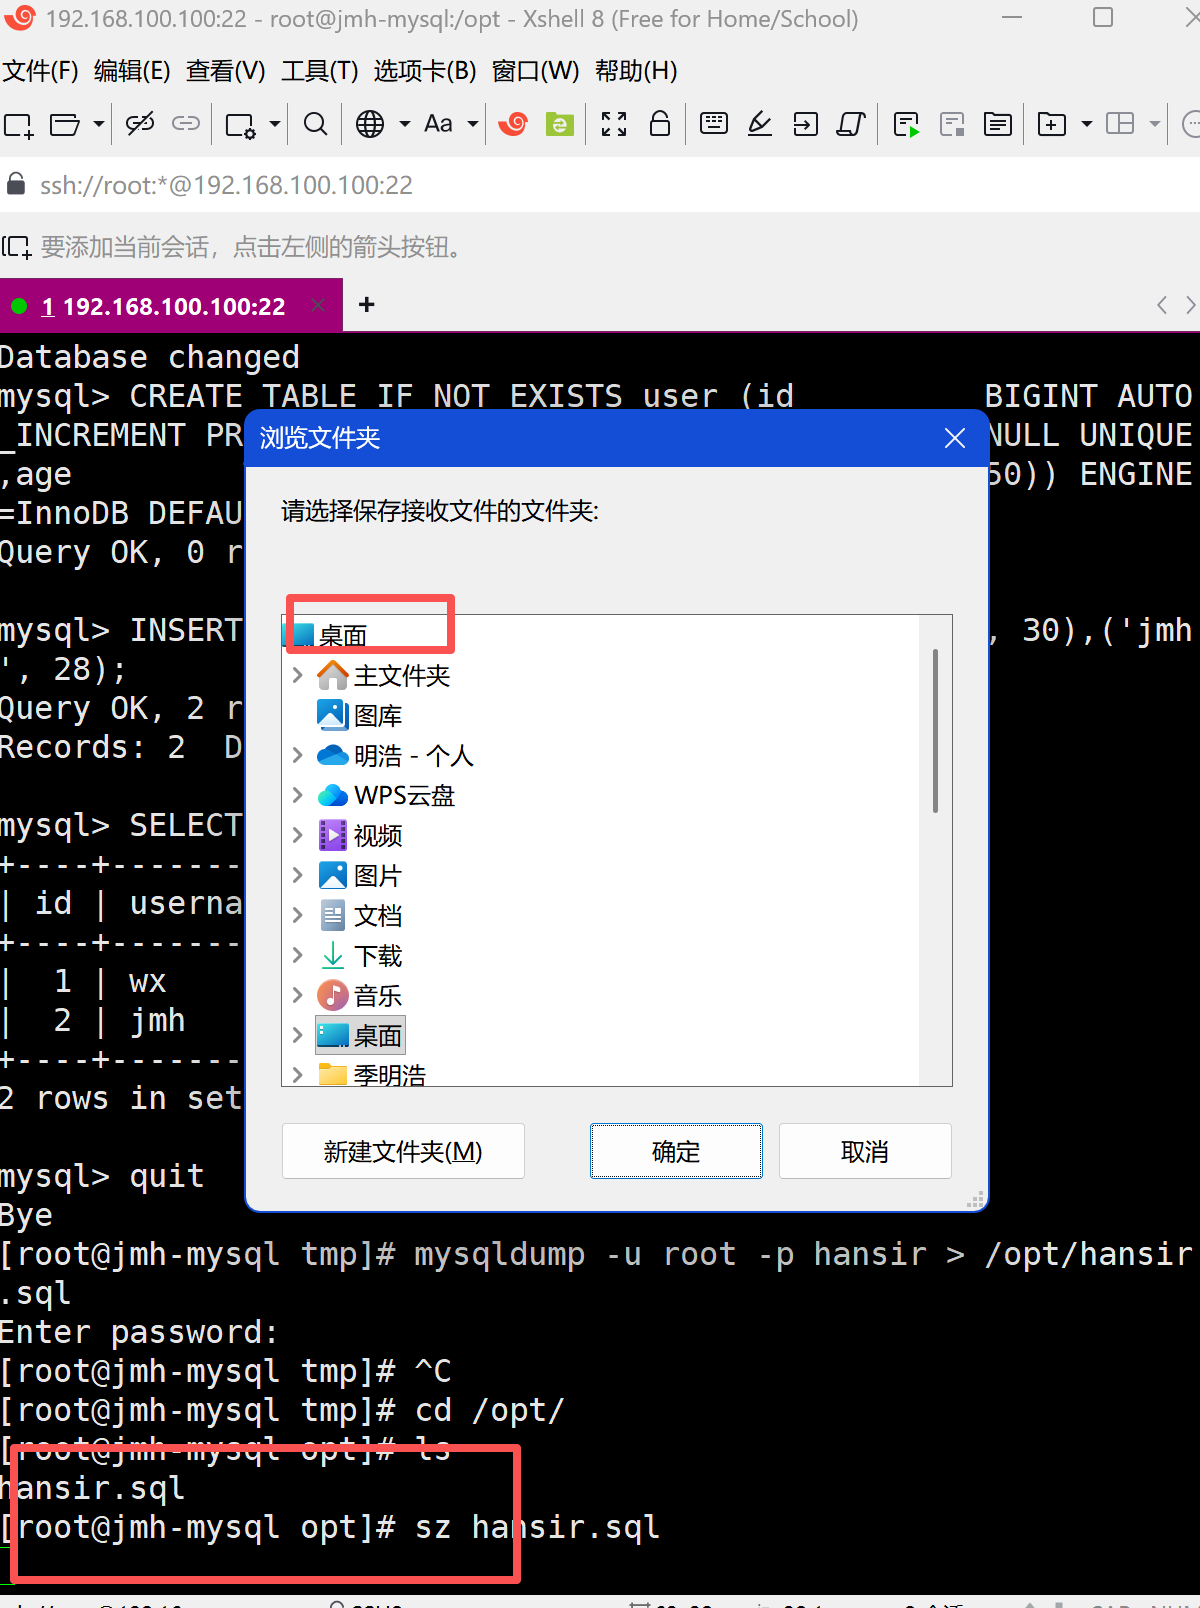 192.168.100.100:22 - root@jmh-mysql:/opt - Xshell 8 (Free for Home/School)
文件(F) 编辑(E) 查看(V) 工具(T) 选项卡(B) 窗口(W) 帮助(H)
Aa
ssh://root:*@192.168.100.100:22
要添加当前会话，点击左侧的箭头按钮。
1 192.168.100.100:22
Database changed
mysql> CREATE TABLE IF NOT EXISTS user (id BIGINT AUTO
_INCREMENT PR NULL UNIQUE
,age 50)) ENGINE
=InnoDB DEFAU
Query OK, 0 r
mysql> INSERT , 30),('jmh
', 28);
Query OK, 2 r
Records: 2 D
mysql> SELECT
+----+-------
| id | userna
+----+-------
| 1 | wx
| 2 | jmh
+----+-------
2 rows in set
mysql> quit
Bye
[root@jmh-mysql tmp]# mysqldump -u root -p hansir > /opt/hansir
.sql
Enter password:
[root@jmh-mysql tmp]# ^C
[root@jmh-mysql tmp]# cd /opt/
[root@jmh-mysql opt]# ls
hansir.sql
[root@jmh-mysql opt]# sz hansir.sql
浏览文件夹
请选择保存接收文件的文件夹:
桌面
主文件夹
图库
明浩 - 个人
WPS云盘
视频
图片
文档
下载
音乐
桌面
季明浩
新建文件夹(M) 确定 取消